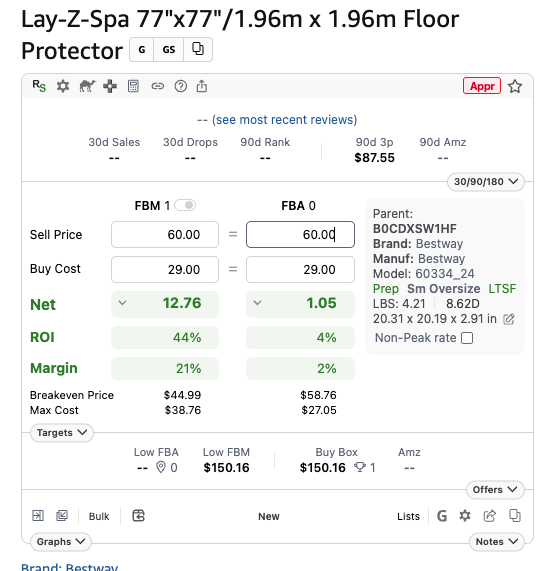 Lay-Z-Spa 77"x77"/1.96m x 1.96m Floor
Protector G GS
RS Appr
-- (see most recent reviews)
30d Sales 30d Drops 90d Rank 90d 3p 90d Amz
-- -- -- $87.55 --
30/90/180
FBM 1 FBA 0
Sell Price 60.00 = 60.00
Buy Cost 29.00 = 29.00
Net 12.76 1.05
ROI 44% 4%
Margin 21% 2%
Breakeven Price $44.99 $58.76
Max Cost $38.76 $27.05
Parent:
B0CDXSW1HF
Brand: Bestway
Manuf: Bestway
Model: 60334_24
Prep Sm Oversize LTSF
LBS: 4.21 8.62D
20.31 x 20.19 x 2.91 in
Non-Peak rate
Targets
Low FBA Low FBM Buy Box Amz
-- 0 $150.16 $150.16 1 --
Offers
Bulk New Lists G
Graphs Notes
Brand: Bestway